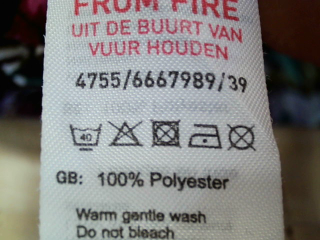 FROM FIRE
UIT DE BUURT VAN
VUUR HOUDEN
4755/6667989/39
40
GB: 100% Polyester
Warm gentle wash
Do not bleach